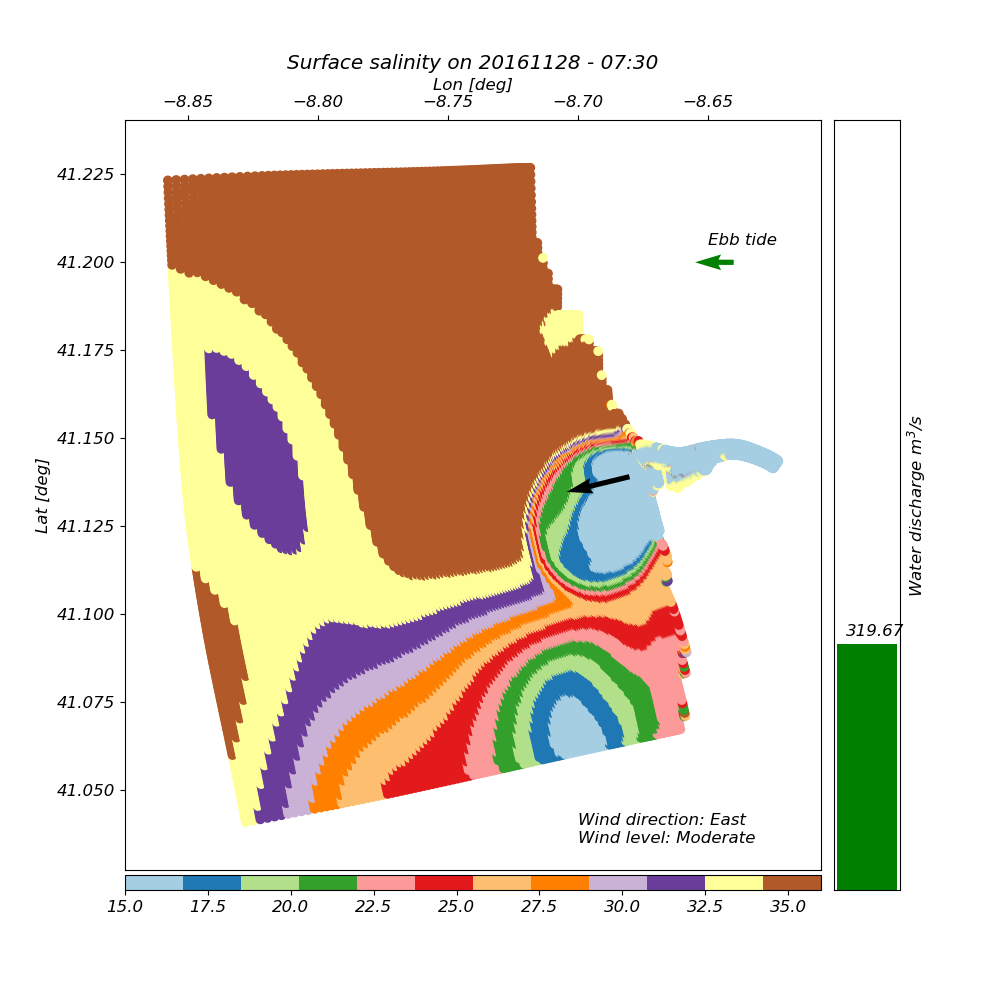 Surface salinity on 20161128 - 07:30
Lon [deg]
−8.85 −8.80 −8.75 −8.70 −8.65
41.225
41.200
41.175
41.150
41.125
41.100
41.075
41.050
Lat [deg]
Ebb tide
Wind direction: East
Wind level: Moderate
319.67
Water discharge m³/s
15.0 17.5 20.0 22.5 25.0 27.5 30.0 32.5 35.0